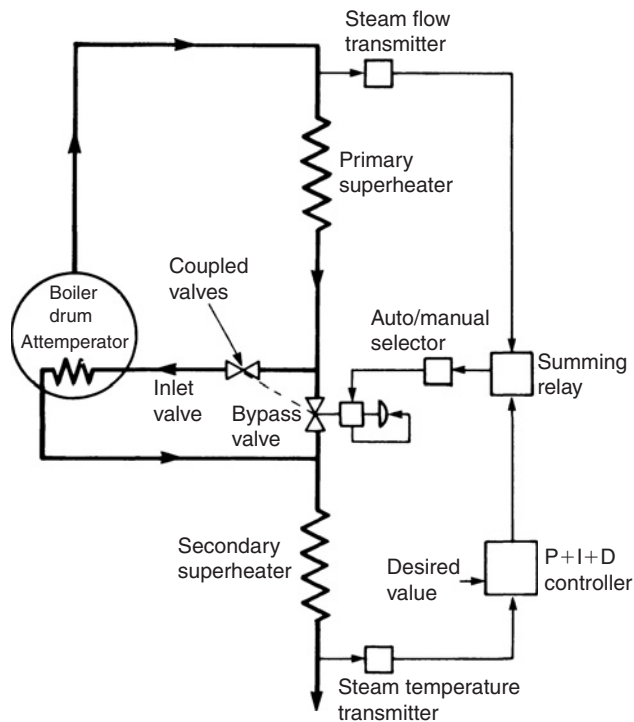 Steam flow
transmitter
Primary
superheater
Coupled
valves
Boiler
drum
Attemperator
Auto/manual
selector
Summing
relay
Inlet
valve
Bypass
valve
Secondary
superheater
Desired
value
P+I+D
controller
Steam temperature
transmitter